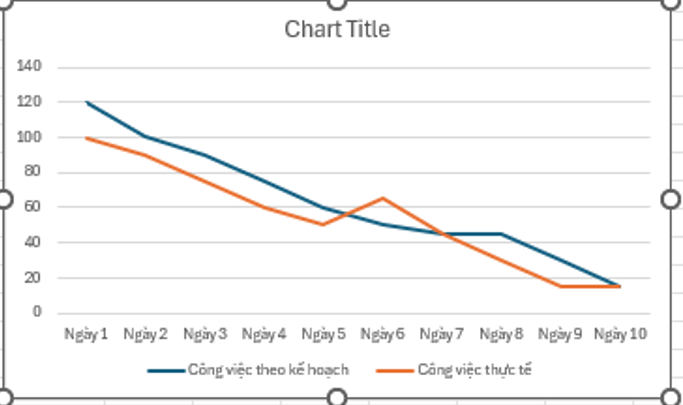 Chart Title
140
120
100
80
60
40
20
0
Ngày 1 Ngày 2 Ngày 3 Ngày 4 Ngày 5 Ngày 6 Ngày 7 Ngày 8 Ngày 9 Ngày 10
Công việc theo kế hoạch Công việc thực tế